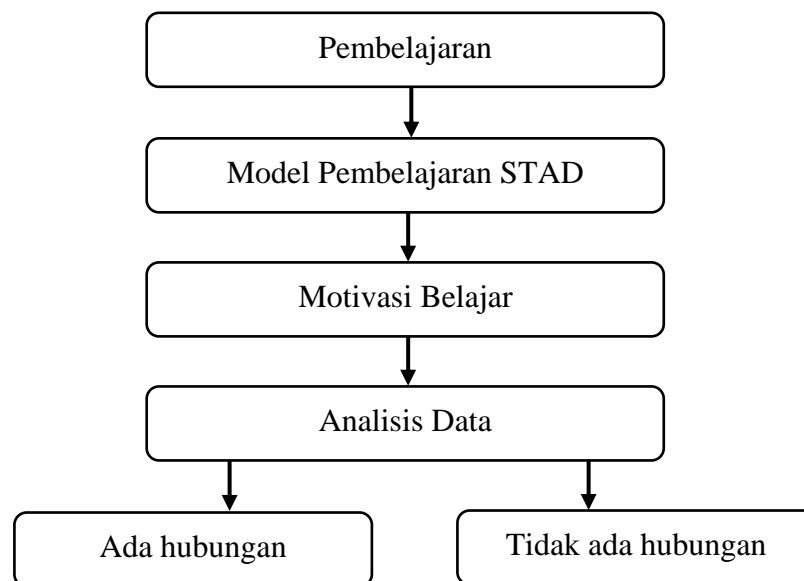 Pembelajaran
Model Pembelajaran STAD
Motivasi Belajar
Analisis Data
Ada hubungan
Tidak ada hubungan